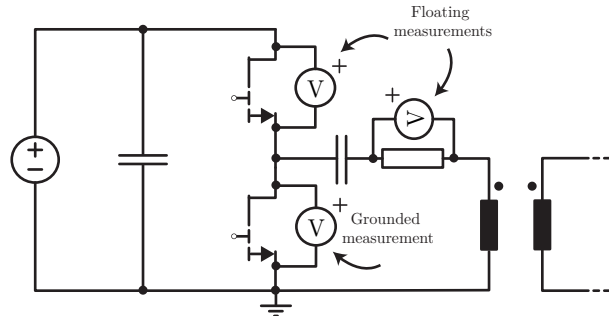 Floating
measurements
+
V
+
V
+
−
+
V
Grounded
measurement